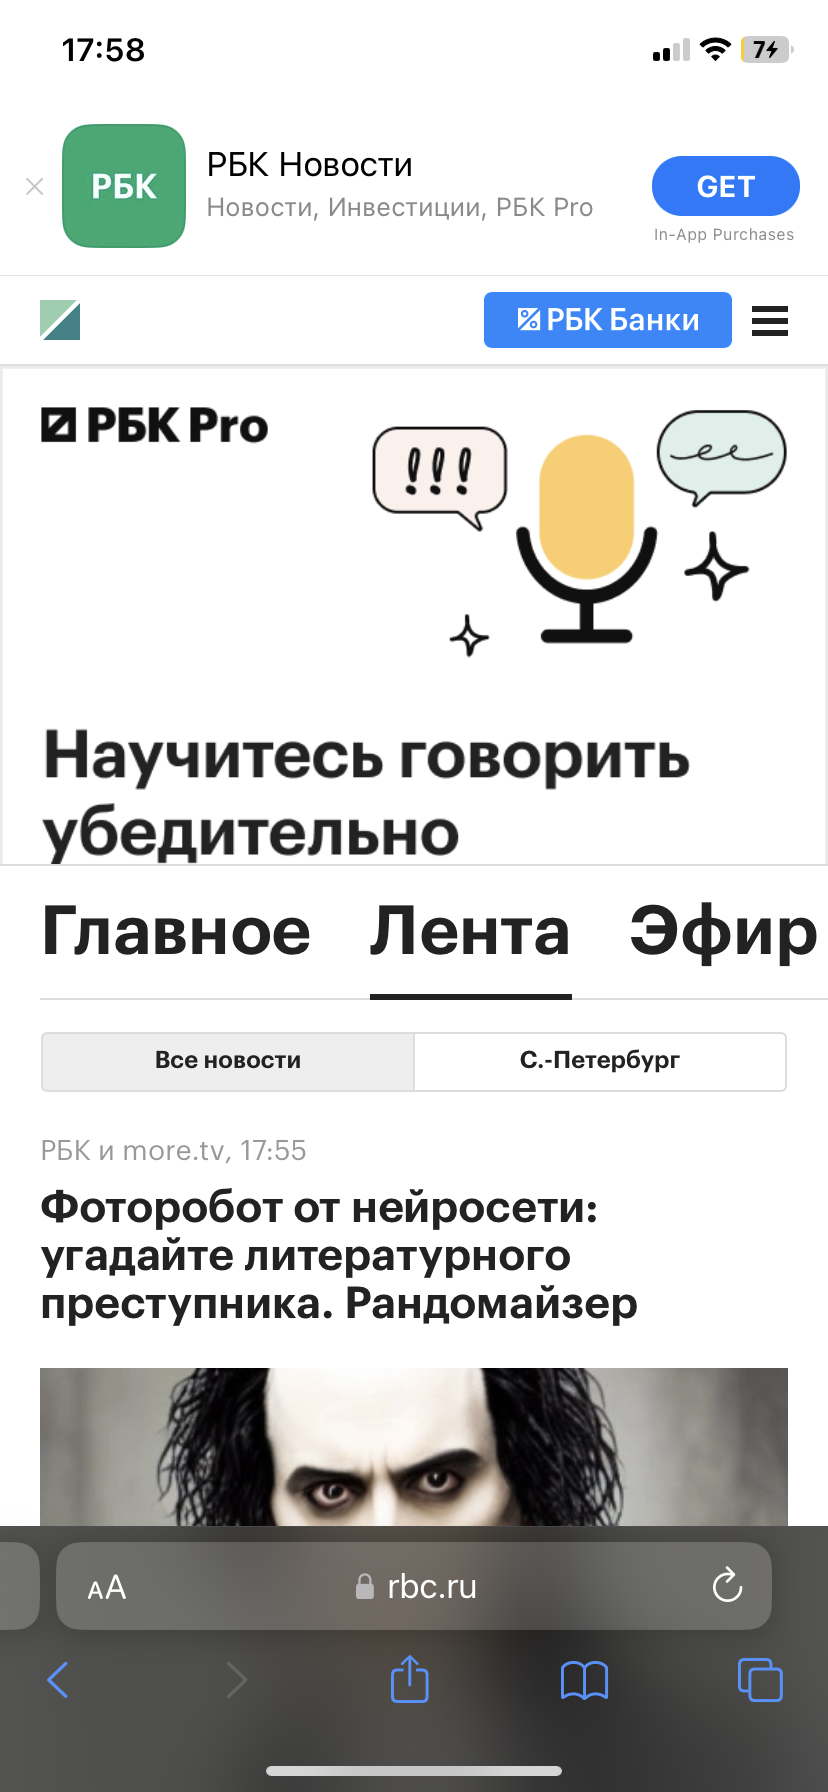 17:58
7
РБК
РБК Новости
Новости, Инвестиции, РБК Pro
GET
In-App Purchases
РБК Банки
РБК Pro
!!!
Научитесь говорить
убедительно
Главное Лента Эфир
Все новости С.-Петербург
РБК и more.tv, 17:55
Фоторобот от нейросети:
угадайте литературного
преступника. Рандомайзер
AA rbc.ru